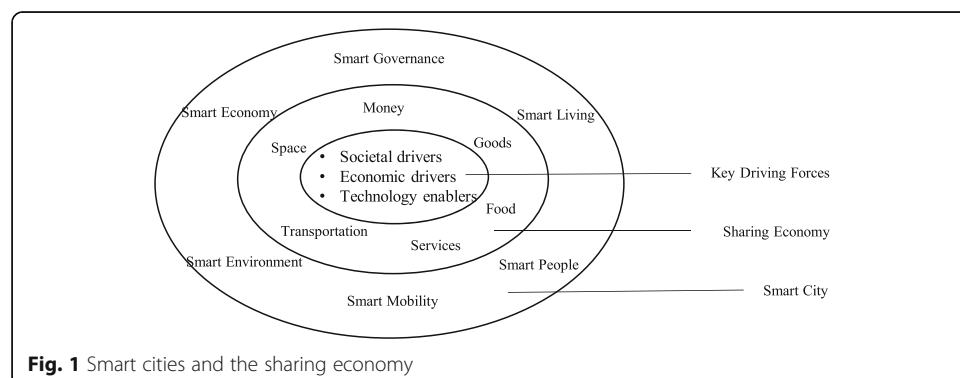 Smart Governance
Smart Economy
Money
Smart Living
Space
Goods
• Societal drivers
• Economic drivers
• Technology enablers
Key Driving Forces
Food
Transportation
Services
Sharing Economy
Smart Environment
Smart People
Smart Mobility
Smart City
Fig. 1 Smart cities and the sharing economy